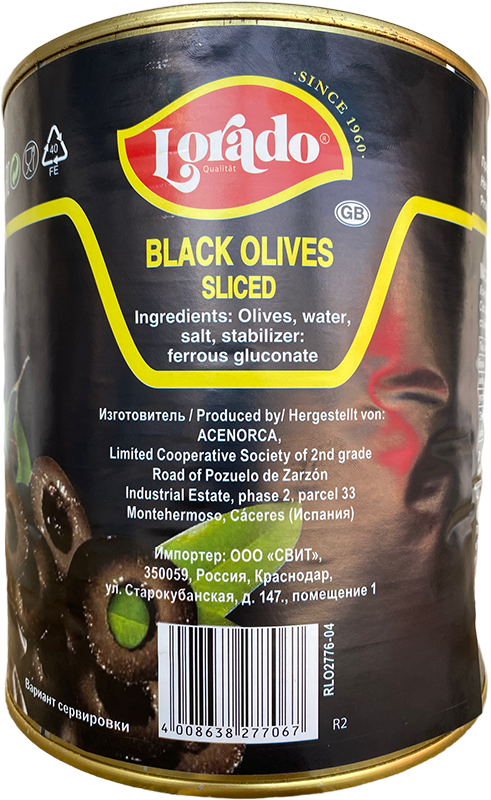 ·SINCE 1960·
Lorado®
Qualität
40
FE
GB
BLACK OLIVES
SLICED
Ingredients: Olives, water,
salt, stabilizer:
ferrous gluconate
Изготовитель / Produced by/ Hergestellt von:
ACENORCA,
Limited Cooperative Society of 2nd grade
Road of Pozuelo de Zarzón
Industrial Estate, phase 2, parcel 33
Montehermoso, Cáceres (Испания)
Импортер: ООО «СВИТ»,
350059, Россия, Краснодар,
ул. Старокубанская, д. 147., помещение 1
RLO2776-04
4 008638 277067
R2
Вариант сервировки